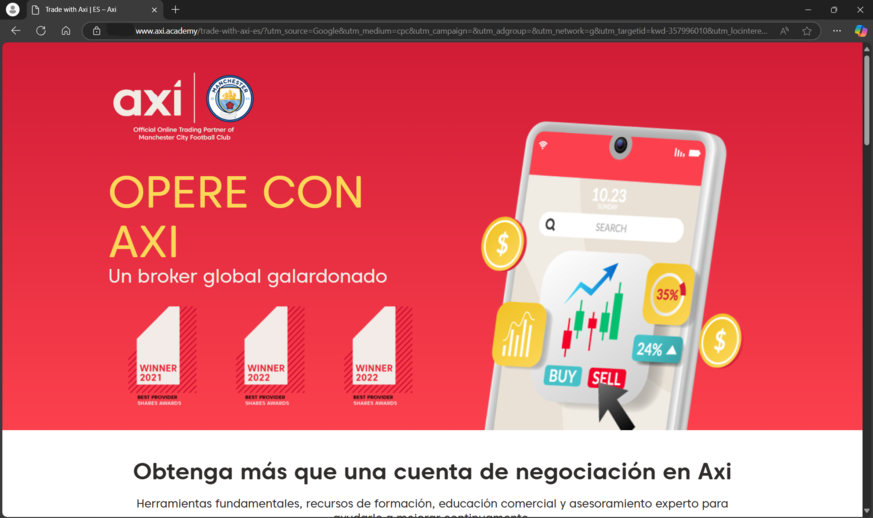 Trade with Axi | ES – Axi
www.axi.academy/trade-with-axi-es/?utm_source=Google&utm_medium=cpc&utm_campaign=&utm_adgroup=&utm_network=g&utm_targetid=kwd-357996010&utm_locintere...
axi
MANCHESTER
CITY
Official Online Trading Partner of
Manchester City Football Club
OPERE CON
AXI
Un broker global galardonado
WINNER
2021
BEST PROVIDER
SHARES AWARDS
WINNER
2022
BEST PROVIDER
SHARES AWARDS
WINNER
2022
BEST PROVIDER
SHARES AWARDS
10.23
SUNDAY
SEARCH
$
35%
24%
$
BUY
SELL
Obtenga más que una cuenta de negociación en Axi
Herramientas fundamentales, recursos de formación, educación comercial y asesoramiento experto para
ayudarle a mejorar continuamente.